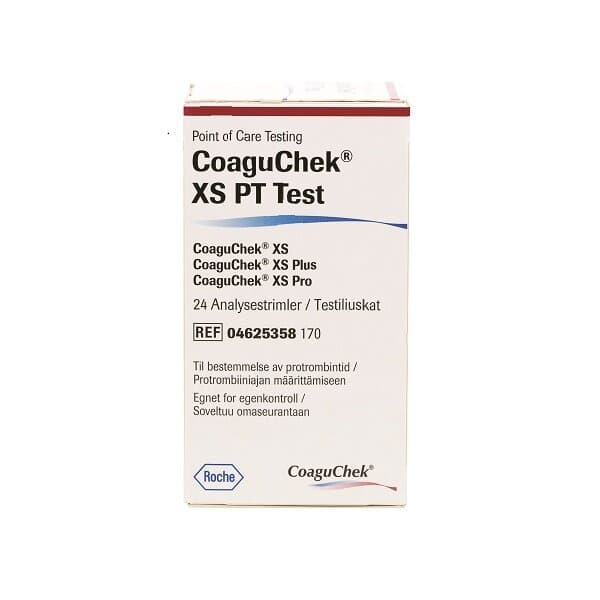 Point of Care Testing
CoaguChek®
XS PT Test
CoaguChek® XS
CoaguChek® XS Plus
CoaguChek® XS Pro
24 Analysestrimler / Testiliuskat
REF 04625358 170
Til bestemmelse av protrombintid /
Protrombiiniajan määrittämiseen
Egnet for egenkontroll /
Soveltuu omaseurantaan
Roche
CoaguChek®